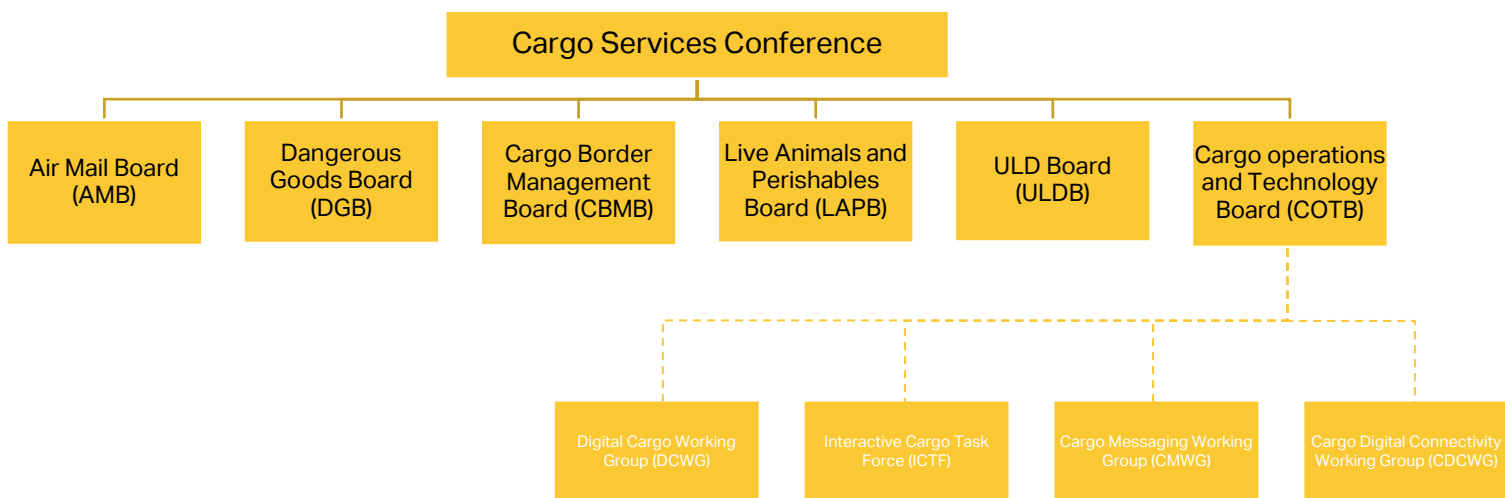 Cargo Services Conference
Air Mail Board
(AMB)
Dangerous
Goods Board
(DGB)
Cargo Border
Management
Board (CBMB)
Live Animals and
Perishables
Board (LAPB)
ULD Board
(ULDB)
Cargo operations
and Technology
Board (COTB)
Digital Cargo Working
Group (DCWG)
Interactive Cargo Task
Force (ICTF)
Cargo Messaging Working
Group (CMWG)
Cargo Digital Connectivity
Working Group (CDCWG)